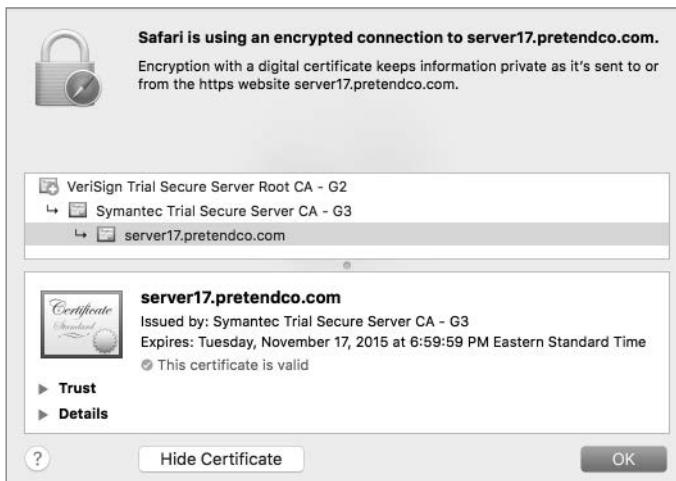 Safari is using an encrypted connection to server17.pretendco.com.
Encryption with a digital certificate keeps information private as it's sent to or
from the https website server17.pretendco.com.
VeriSign Trial Secure Server Root CA - G2
↳ Symantec Trial Secure Server CA - G3
↳ server17.pretendco.com
Certificate
Standard
server17.pretendco.com
Issued by: Symantec Trial Secure Server CA - G3
Expires: Tuesday, November 17, 2015 at 6:59:59 PM Eastern Standard Time
This certificate is valid
Trust
Details
?
Hide Certificate
OK